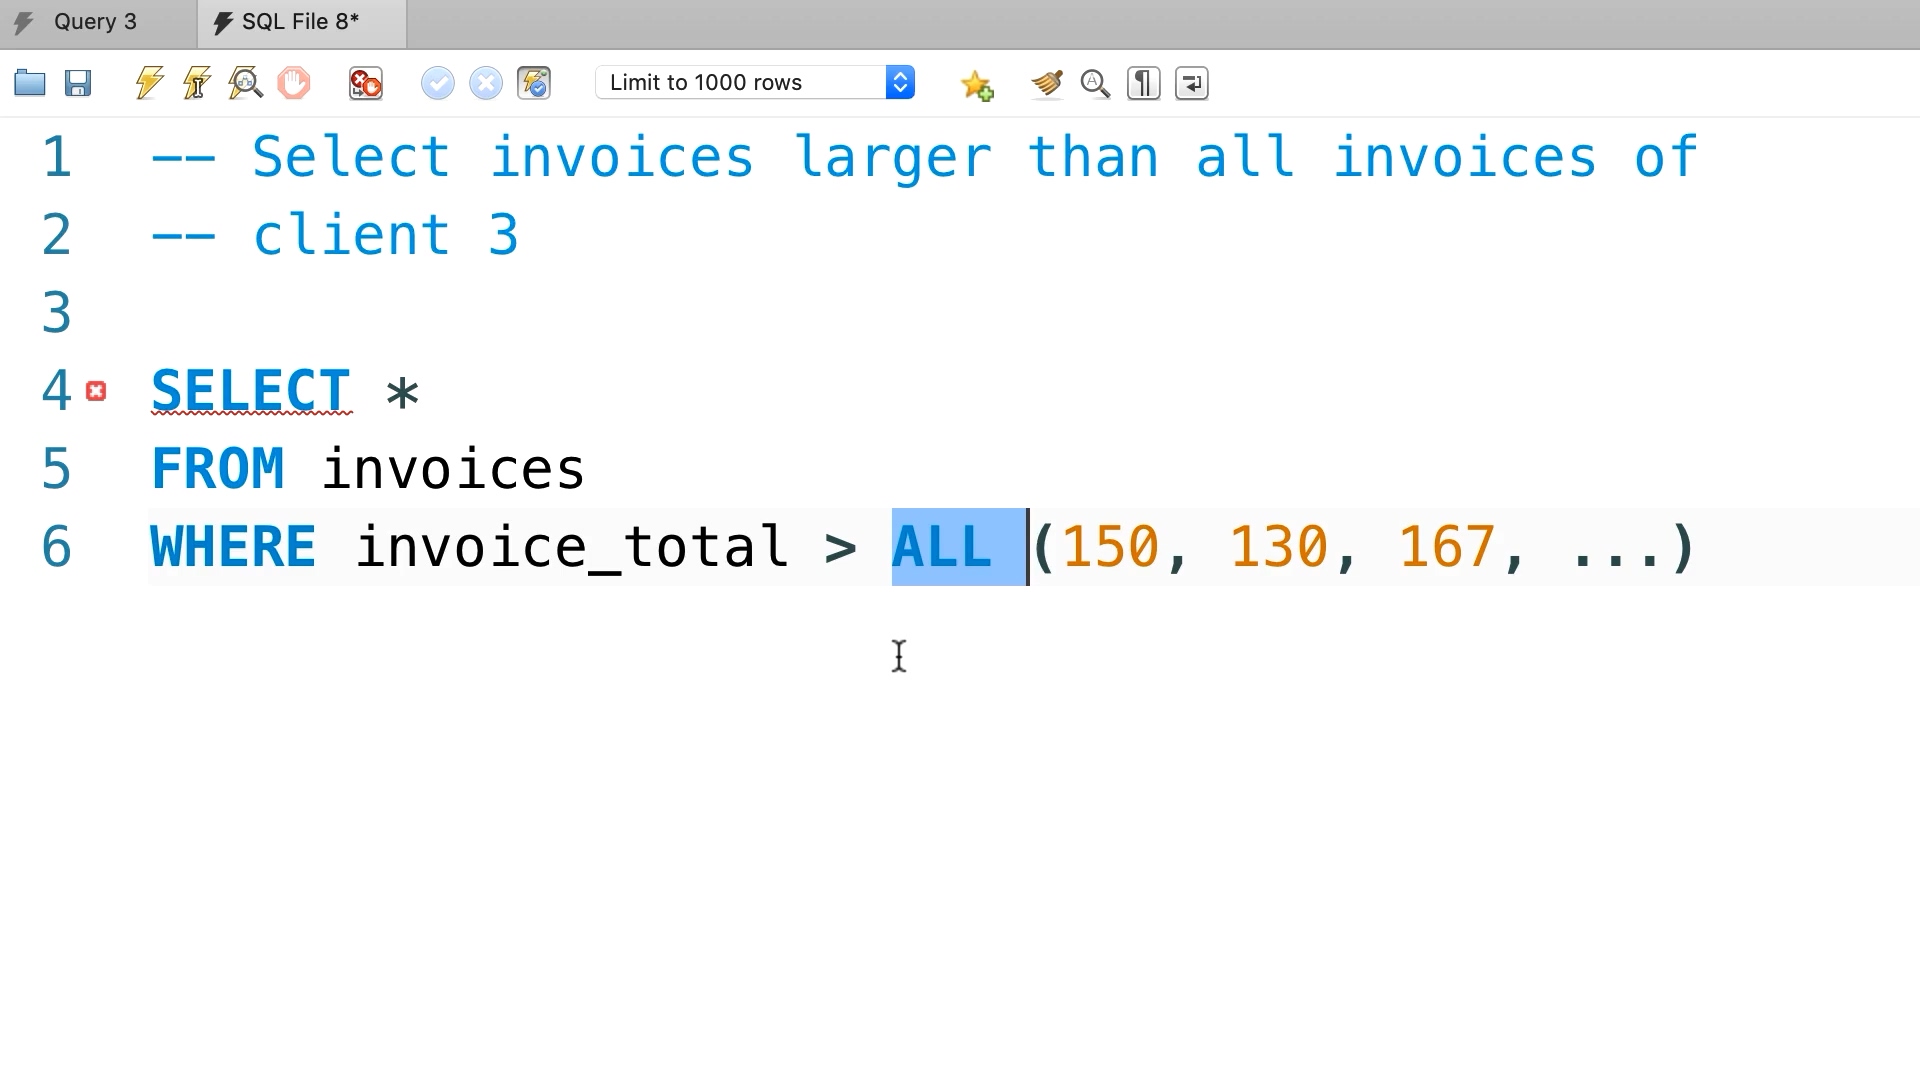 Query 3
SQL File 8*
Limit to 1000 rows
1 -- Select invoices larger than all invoices of
2 -- client 3
3
4 SELECT *
5 FROM invoices
6 WHERE invoice_total > ALL (150, 130, 167, ...)